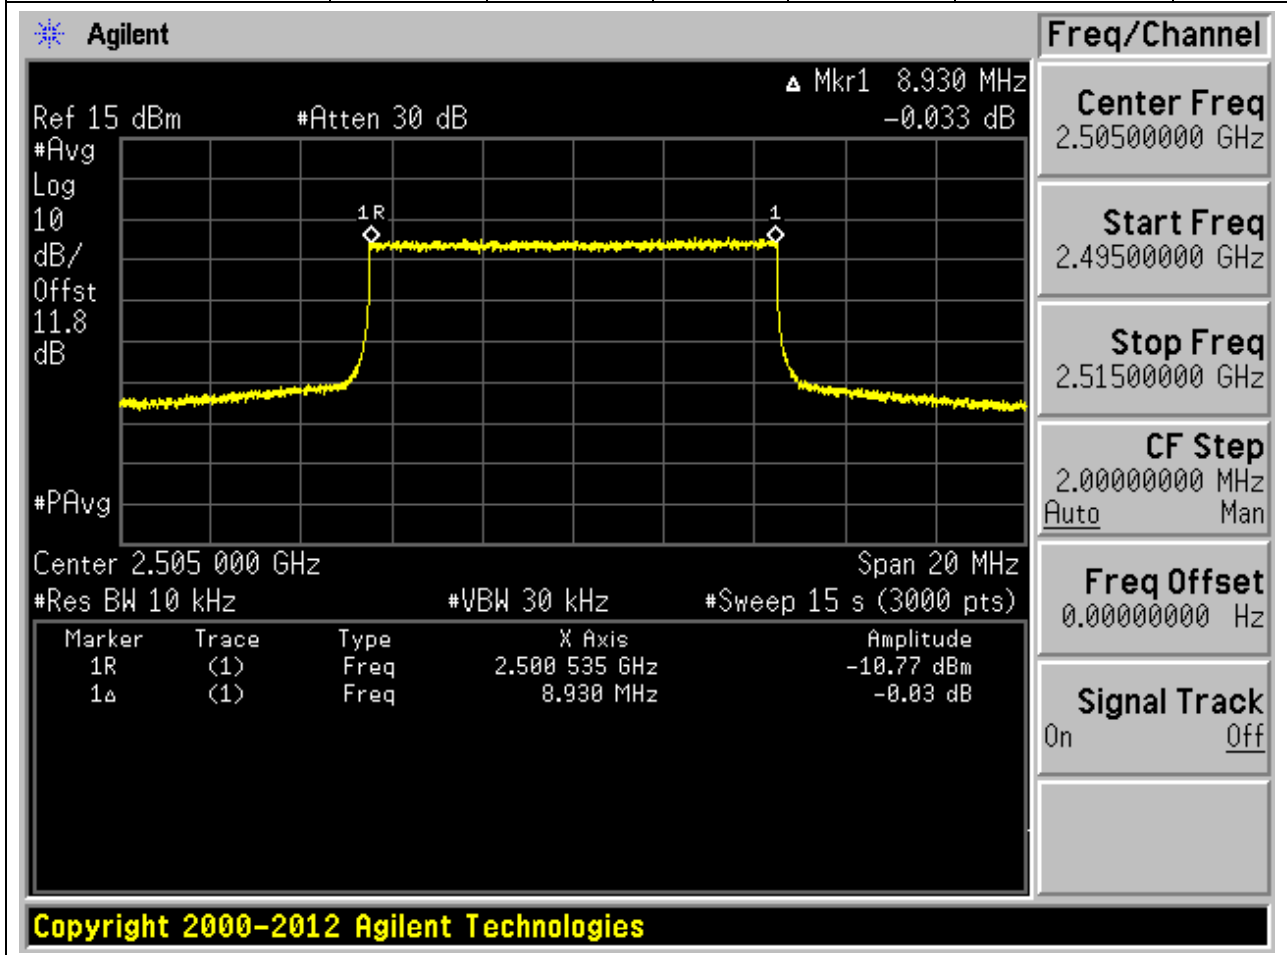 Agilent
Δ Mkr1 8.930 MHz
Ref 15 dBm #Atten 30 dB -0.033 dB
#Avg
Log
10
dB/
Offst
11.8
dB
#PAvg
1R
1
Center 2.505 000 GHz Span 20 MHz
#Res BW 10 kHz #VBW 30 kHz #Sweep 15 s (3000 pts)
Marker Trace Type X Axis Amplitude
1R (1) Freq 2.500 535 GHz -10.77 dBm
1Δ (1) Freq 8.930 MHz -0.03 dB
Freq/Channel
Center Freq
2.50500000 GHz
Start Freq
2.49500000 GHz
Stop Freq
2.51500000 GHz
CF Step
2.00000000 MHz
Auto Man
Freq Offset
0.00000000 Hz
Signal Track
On Off
Copyright 2000-2012 Agilent Technologies